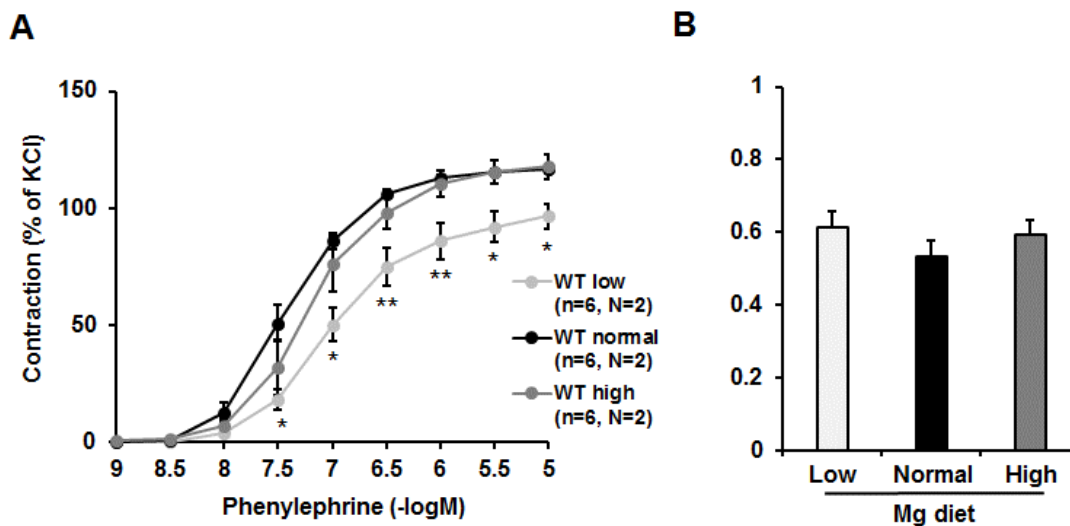 A
150
100
50
0
Contraction (% of KCl)
9 8.5 8 7.5 7 6.5 6 5.5 5
Phenylephrine (-logM)
*
*
**
**
*
*
WT low
(n=6, N=2)
WT normal
(n=6, N=2)
WT high
(n=6, N=2)
B
1
0.8
0.6
0.4
0.2
0
Low Normal High
Mg diet